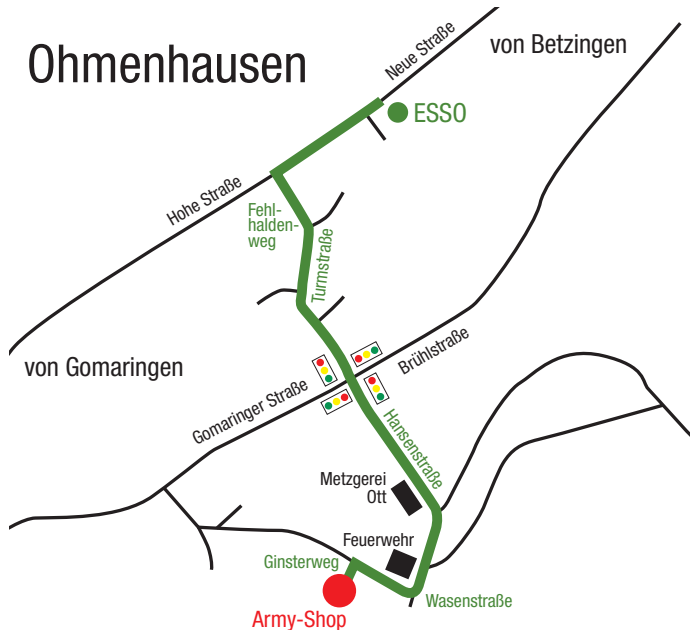 Ohmenhausen
Neue Straße
von Betzingen
ESSO
Hohe Straße
Fehl-
halden-
weg
Turmstraße
von Gomaringen
Brühlstraße
Gomaringer Straße
Hansenstraße
Metzgerei
Ott
Feuerwehr
Ginsterweg
Wasenstraße
Army-Shop